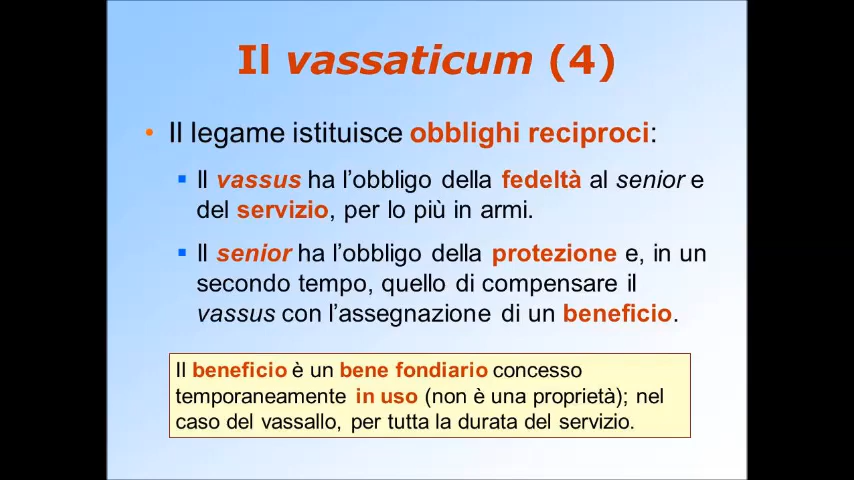 Il vassaticum (4)
• Il legame istituisce obblighi reciproci:
▪ Il vassus ha l'obbligo della fedeltà al senior e
del servizio, per lo più in armi.
▪ Il senior ha l'obbligo della protezione e, in un
secondo tempo, quello di compensare il
vassus con l'assegnazione di un beneficio.
Il beneficio è un bene fondiario concesso
temporaneamente in uso (non è una proprietà); nel
caso del vassallo, per tutta la durata del servizio.